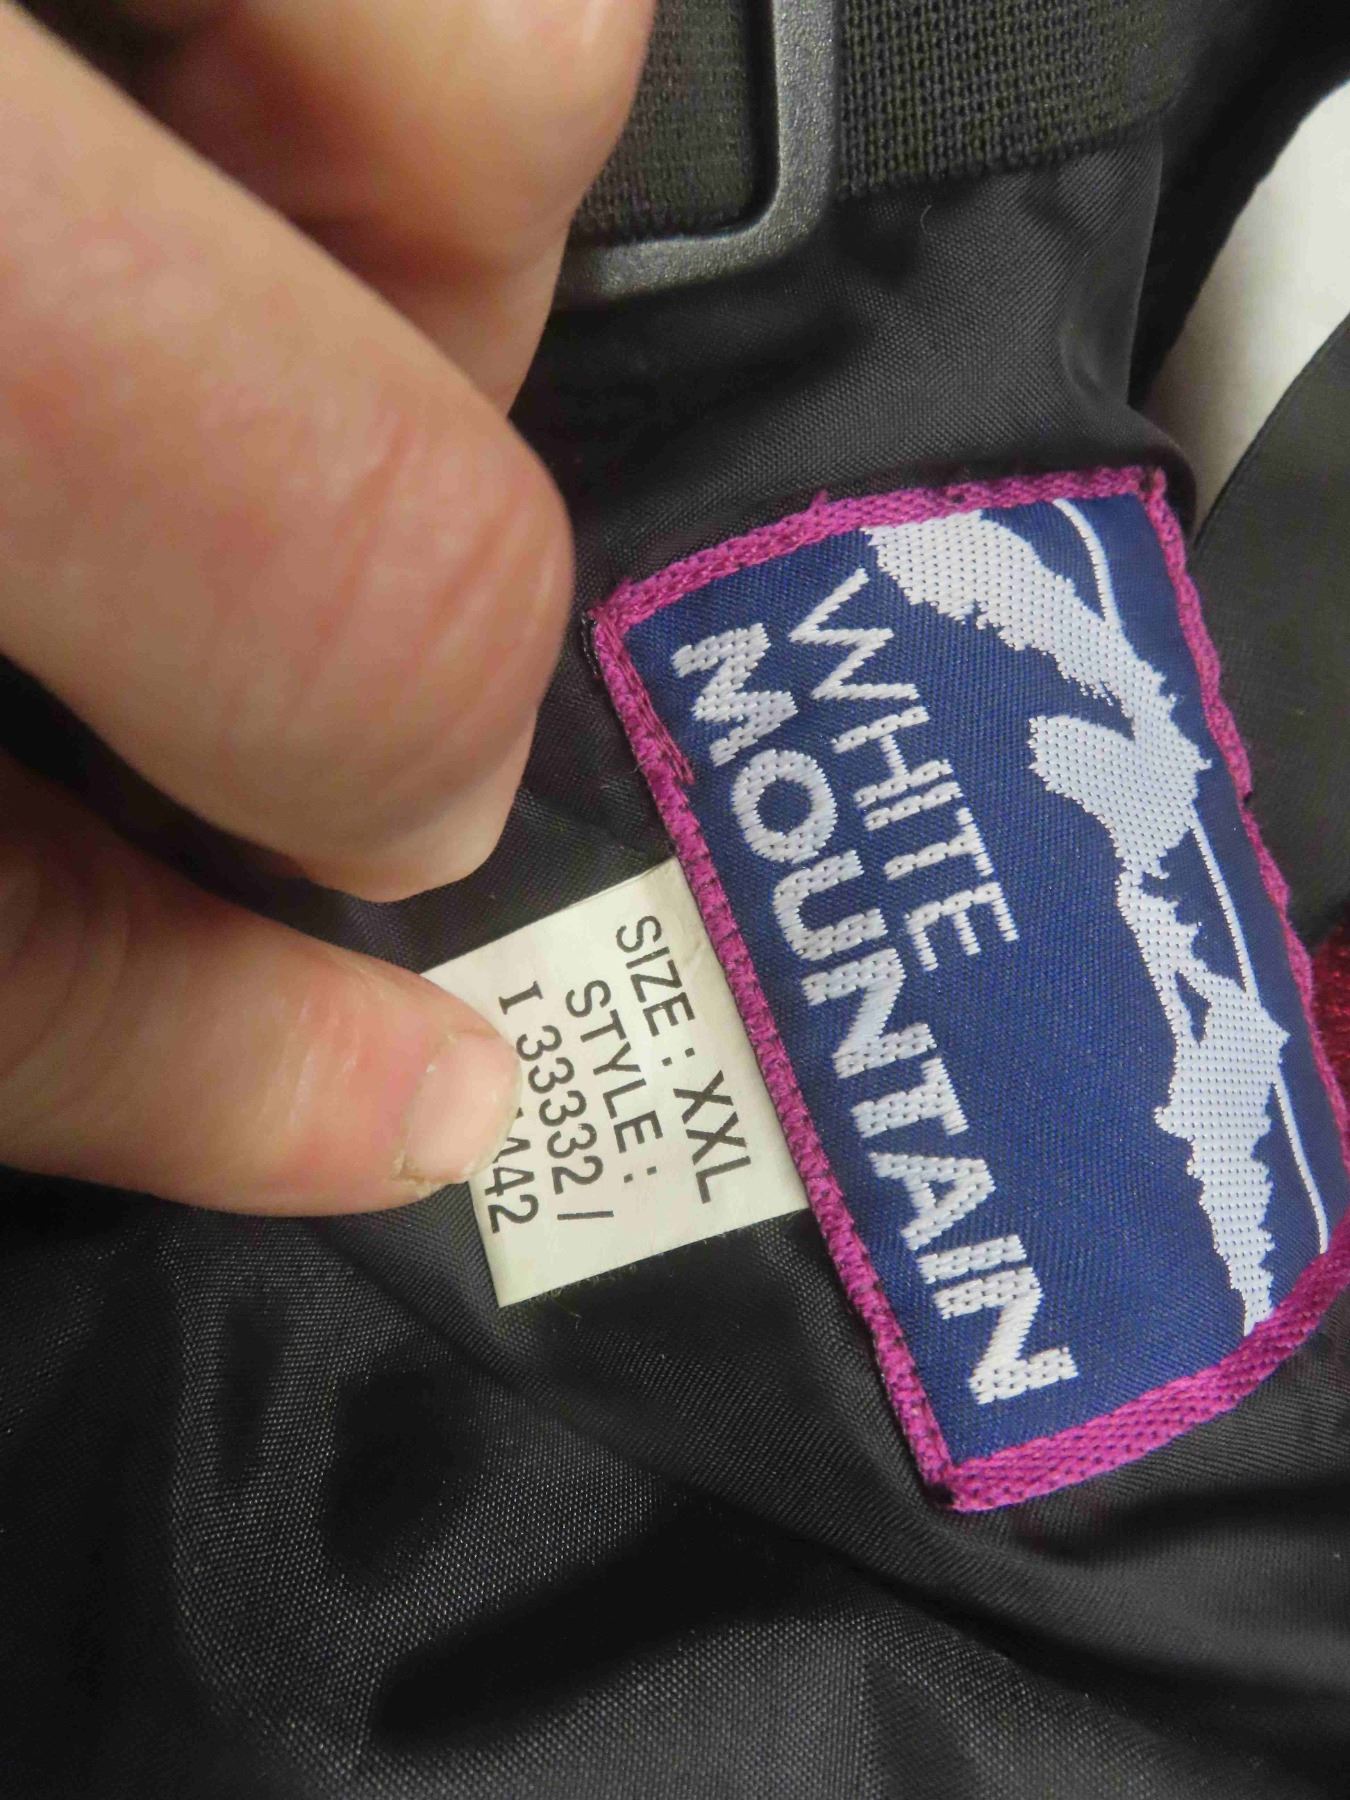 WHITE
MOUNTAIN
SIZE : XXL
STYLE :
I 33332 /